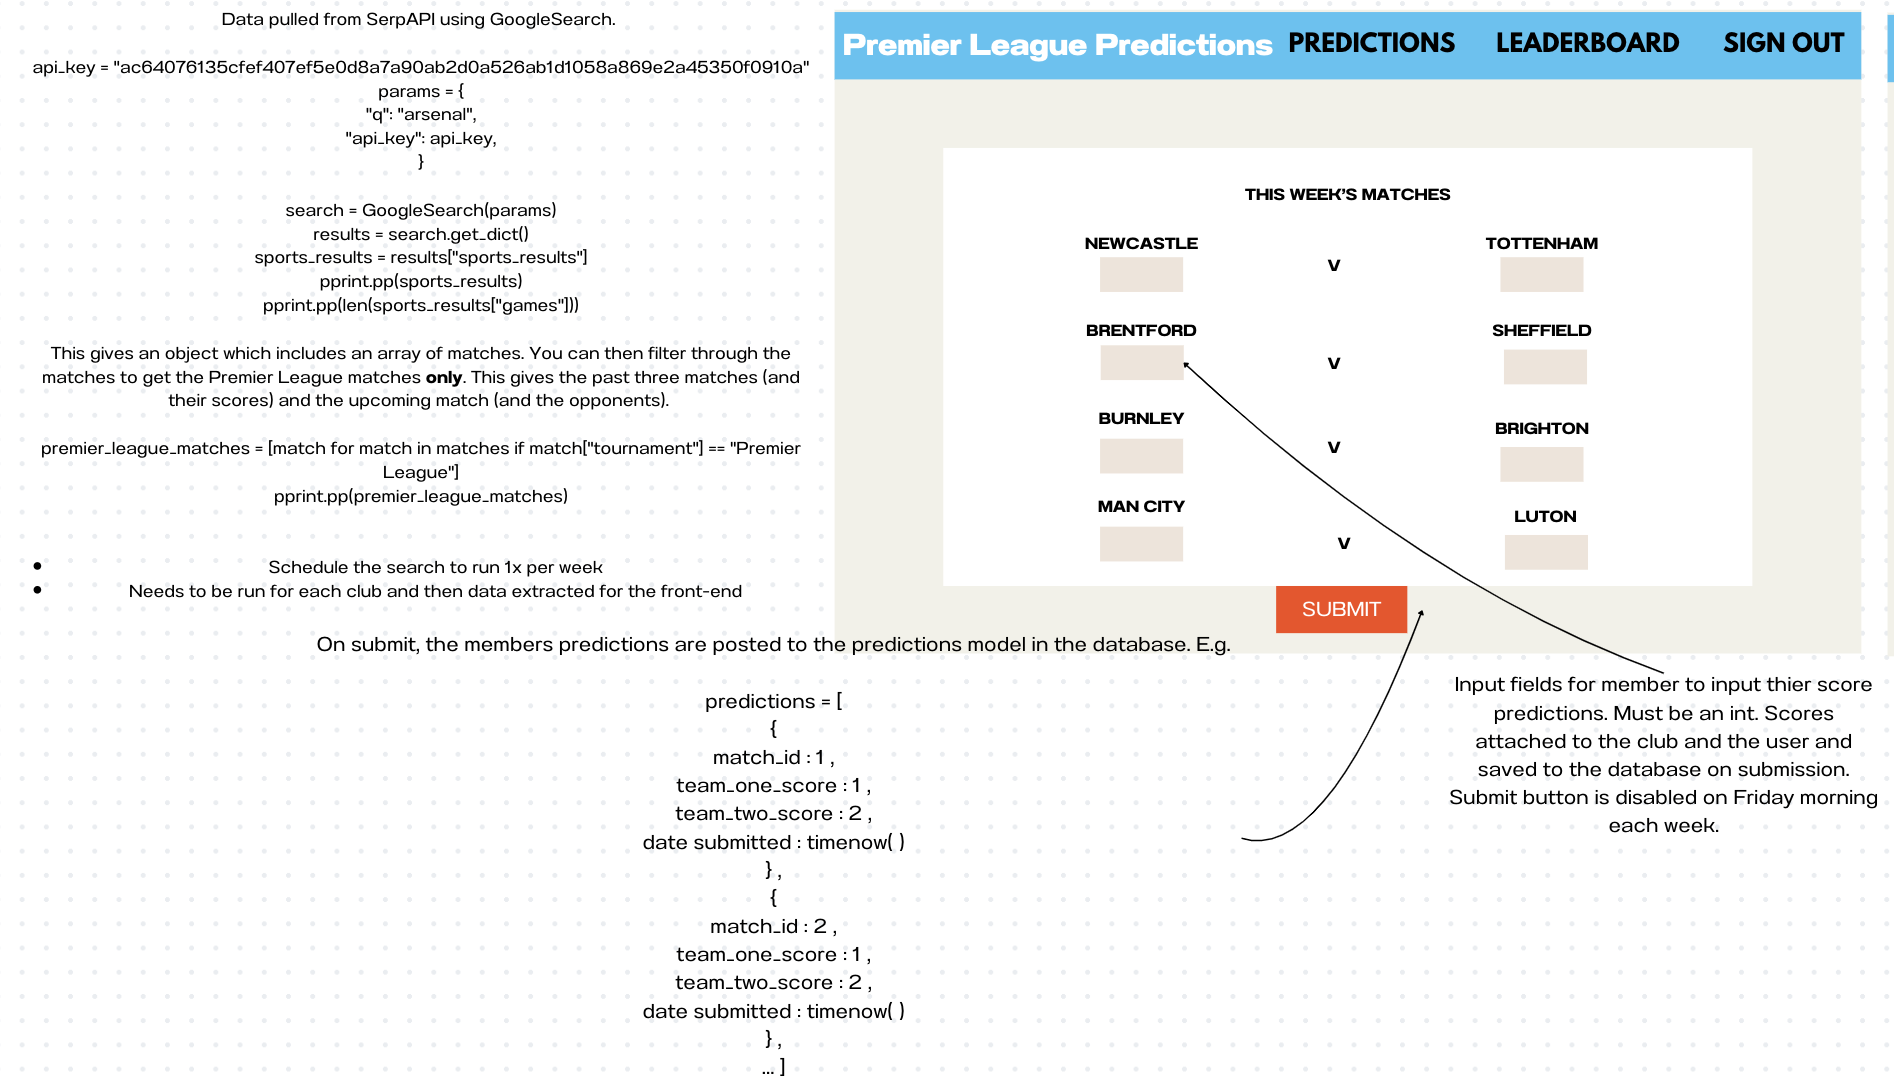 Data pulled from SerpAPI using GoogleSearch.
api_key = "ac64076135cfef407ef5e0d8a7a90ab2d0a526ab1d1058a869e2a45350f0910a"
params = {
"q": "arsenal",
"api_key": api_key,
}
search = GoogleSearch(params)
results = search.get_dict()
sports_results = results["sports_results"]
pprint.pp(sports_results)
pprint.pp(len(sports_results["games"]))
This gives an object which includes an array of matches. You can then filter through the
matches to get the Premier League matches only. This gives the past three matches (and
their scores) and the upcoming match (and the opponents).
premier_league_matches = [match for match in matches if match["tournament"] == "Premier
League"]
pprint.pp(premier_league_matches)
• Schedule the search to run 1x per week
• Needs to be run for each club and then data extracted for the front-end
Premier League Predictions PREDICTIONS LEADERBOARD SIGN OUT
THIS WEEK'S MATCHES
NEWCASTLE V TOTTENHAM
BRENTFORD V SHEFFIELD
BURNLEY V BRIGHTON
MAN CITY V LUTON
SUBMIT
On submit, the members predictions are posted to the predictions model in the database. E.g.
predictions = [
{
match_id : 1 ,
team_one_score : 1 ,
team_two_score : 2 ,
date submitted : timenow( )
} ,
{
match_id : 2 ,
team_one_score : 1 ,
team_two_score : 2 ,
date submitted : timenow( )
} ,
... ]
Input fields for member to input thier score
predictions. Must be an int. Scores
attached to the club and the user and
saved to the database on submission.
Submit button is disabled on Friday morning
each week.